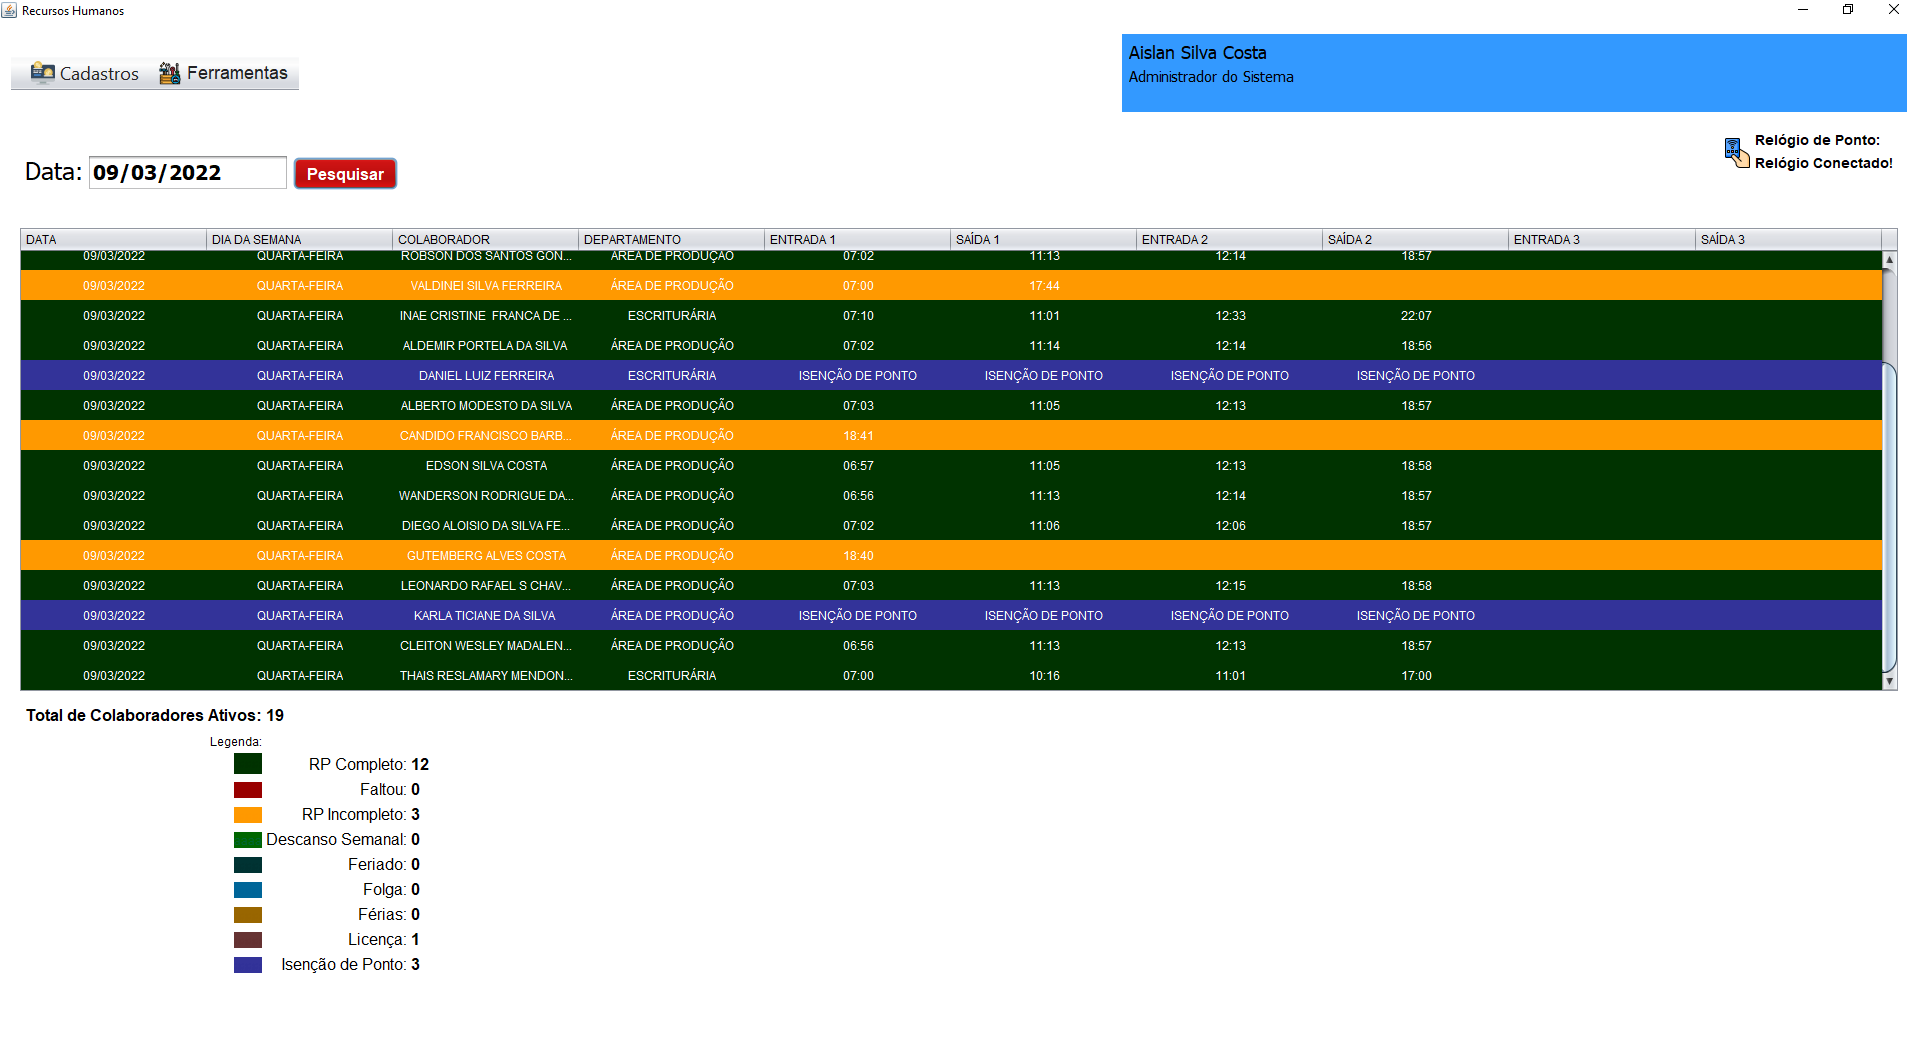 Recursos Humanos
Cadastros Ferramentas
Aislan Silva Costa
Administrador do Sistema
Relógio de Ponto:
Relógio Conectado!
Data: 09/03/2022 Pesquisar
DATA DIA DA SEMANA COLABORADOR DEPARTAMENTO ENTRADA 1 SAÍDA 1 ENTRADA 2 SAÍDA 2 ENTRADA 3 SAÍDA 3
09/03/2022 QUARTA-FEIRA ROBSON DOS SANTOS GON... ÁREA DE PRODUÇÃO 07:02 11:13 12:14 18:57
09/03/2022 QUARTA-FEIRA VALDINEI SILVA FERREIRA ÁREA DE PRODUÇÃO 07:00 17:44
09/03/2022 QUARTA-FEIRA INAE CRISTINE FRANCA DE ... ESCRITURÁRIA 07:10 11:01 12:33 22:07
09/03/2022 QUARTA-FEIRA ALDEMIR PORTELA DA SILVA ÁREA DE PRODUÇÃO 07:02 11:14 12:14 18:56
09/03/2022 QUARTA-FEIRA DANIEL LUIZ FERREIRA ESCRITURÁRIA ISENÇÃO DE PONTO ISENÇÃO DE PONTO ISENÇÃO DE PONTO ISENÇÃO DE PONTO
09/03/2022 QUARTA-FEIRA ALBERTO MODESTO DA SILVA ÁREA DE PRODUÇÃO 07:03 11:05 12:13 18:57
09/03/2022 QUARTA-FEIRA CANDIDO FRANCISCO BARB... ÁREA DE PRODUÇÃO 18:41
09/03/2022 QUARTA-FEIRA EDSON SILVA COSTA ÁREA DE PRODUÇÃO 06:57 11:05 12:13 18:58
09/03/2022 QUARTA-FEIRA WANDERSON RODRIGUE DA... ÁREA DE PRODUÇÃO 06:56 11:13 12:14 18:57
09/03/2022 QUARTA-FEIRA DIEGO ALOISIO DA SILVA FE... ÁREA DE PRODUÇÃO 07:02 11:06 12:06 18:57
09/03/2022 QUARTA-FEIRA GUTEMBERG ALVES COSTA ÁREA DE PRODUÇÃO 18:40
09/03/2022 QUARTA-FEIRA LEONARDO RAFAEL S CHAV... ÁREA DE PRODUÇÃO 07:03 11:13 12:15 18:58
09/03/2022 QUARTA-FEIRA KARLA TICIANE DA SILVA ÁREA DE PRODUÇÃO ISENÇÃO DE PONTO ISENÇÃO DE PONTO ISENÇÃO DE PONTO ISENÇÃO DE PONTO
09/03/2022 QUARTA-FEIRA CLEITON WESLEY MADALEN... ÁREA DE PRODUÇÃO 06:56 11:13 12:13 18:57
09/03/2022 QUARTA-FEIRA THAIS RESLAMARY MENDON... ESCRITURÁRIA 07:00 10:16 11:01 17:00
Total de Colaboradores Ativos: 19
Legenda:
RP Completo: 12
Faltou: 0
RP Incompleto: 3
Descanso Semanal: 0
Feriado: 0
Folga: 0
Férias: 0
Licença: 1
Isenção de Ponto: 3